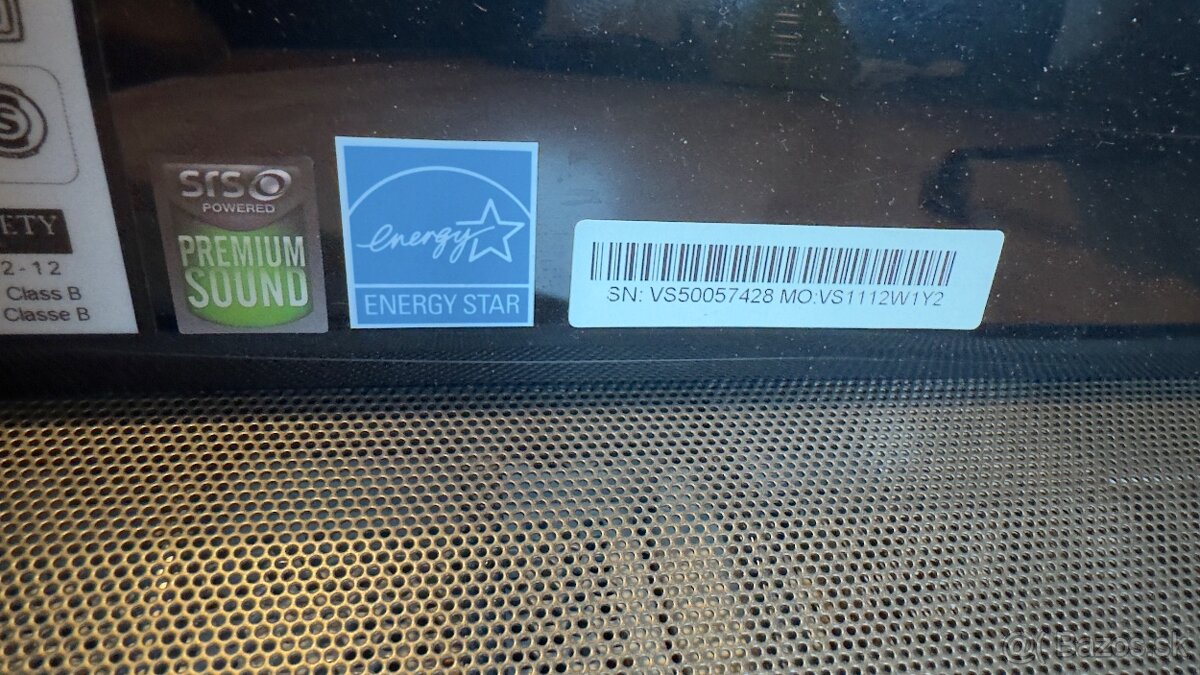 S
ETY
2-12
Class B
Classe B
SRS
POWERED
PREMIUM
SOUND
energy
ENERGY STAR
SN: VS50057428 MO:VS1112W1Y2
@ Bazos.sk